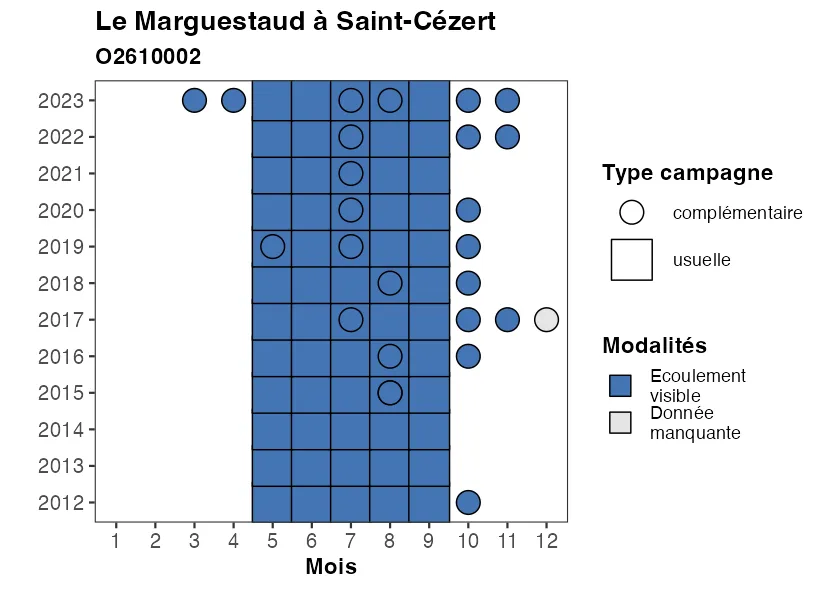 Le Marguestaud à Saint-Cézert
O2610002
2023
2022
2021
2020
2019
2018
2017
2016
2015
2014
2013
2012
1 2 3 4 5 6 7 8 9 10 11 12
Mois
Type campagne
complémentaire
usuelle
Modalités
Ecoulement
visible
Donnée
manquante